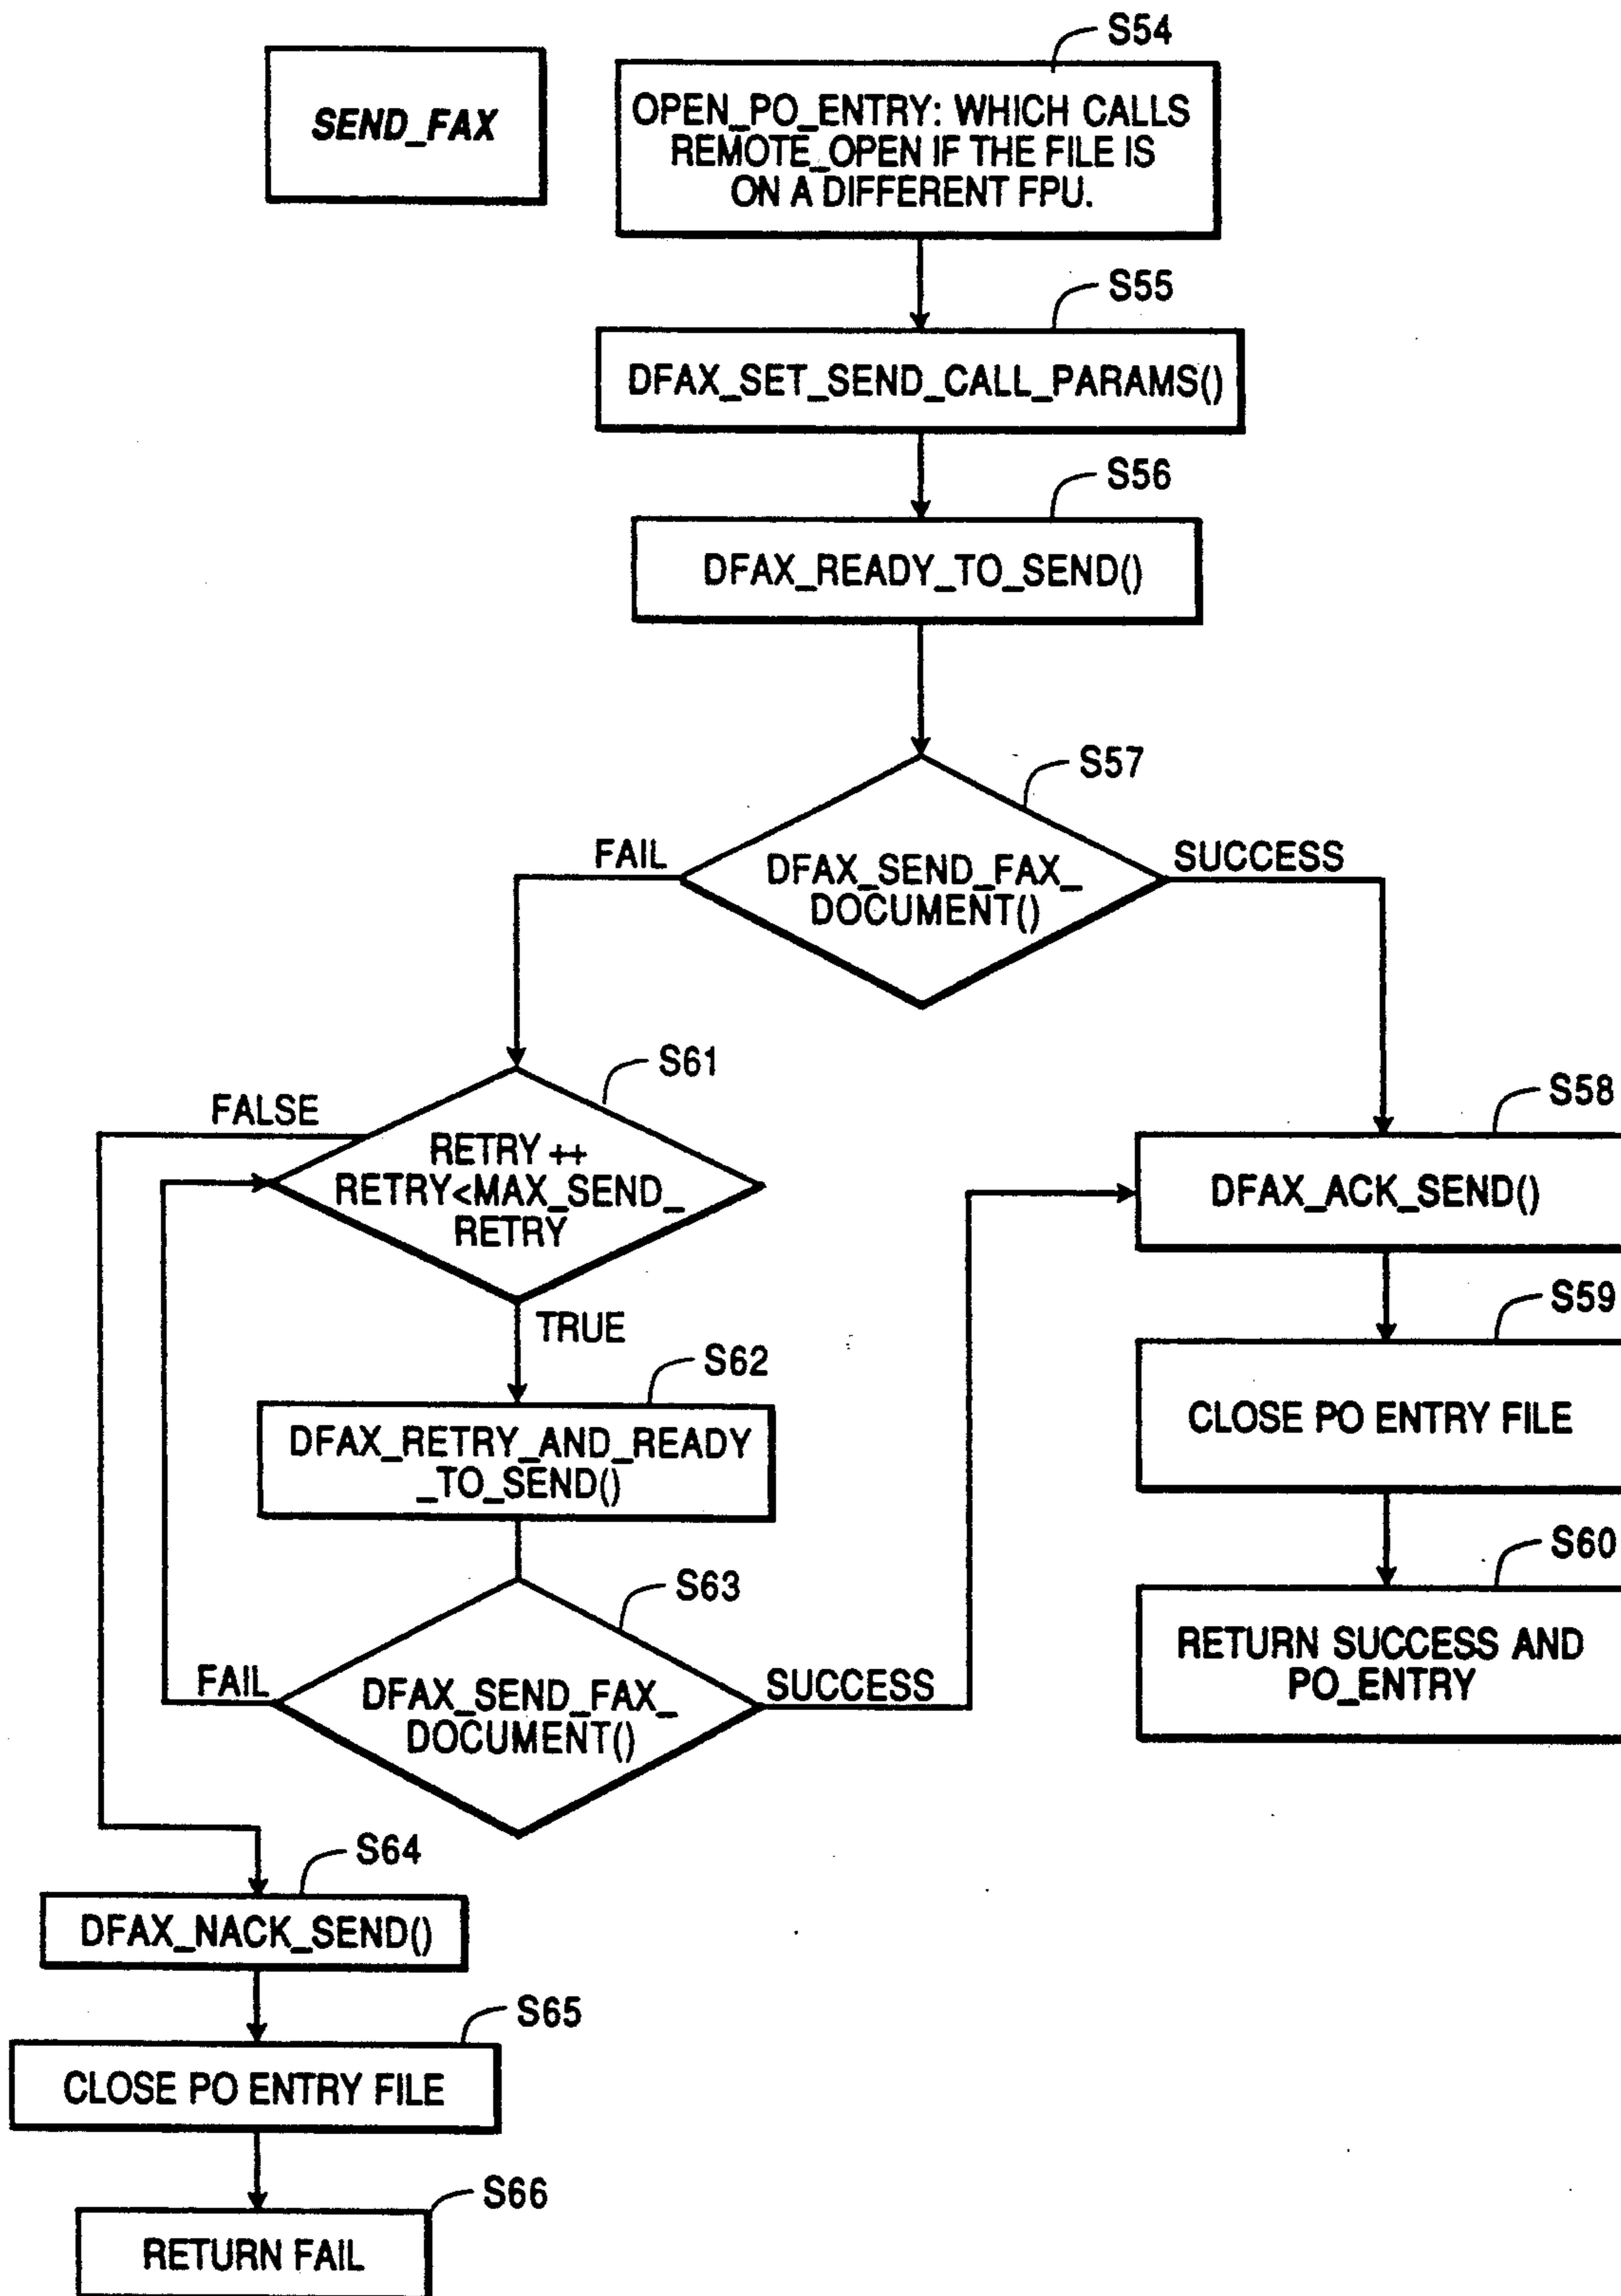 SEND_FAX
S54
OPEN_PO_ENTRY: WHICH CALLS
REMOTE_OPEN IF THE FILE IS
ON A DIFFERENT FPU.
S55
DFAX_SET_SEND_CALL_PARAMS()
S56
DFAX_READY_TO_SEND()
S57
FAIL
DFAX_SEND_FAX_
DOCUMENT()
SUCCESS
S61
FALSE
RETRY ++
RETRY<MAX_SEND_
RETRY
TRUE
S58
DFAX_ACK_SEND()
S59
CLOSE PO ENTRY FILE
S60
RETURN SUCCESS AND
PO_ENTRY
S62
DFAX_RETRY_AND_READY
_TO_SEND()
S63
FAIL
DFAX_SEND_FAX_
DOCUMENT()
SUCCESS
S64
DFAX_NACK_SEND()
S65
CLOSE PO ENTRY FILE
S66
RETURN FAIL